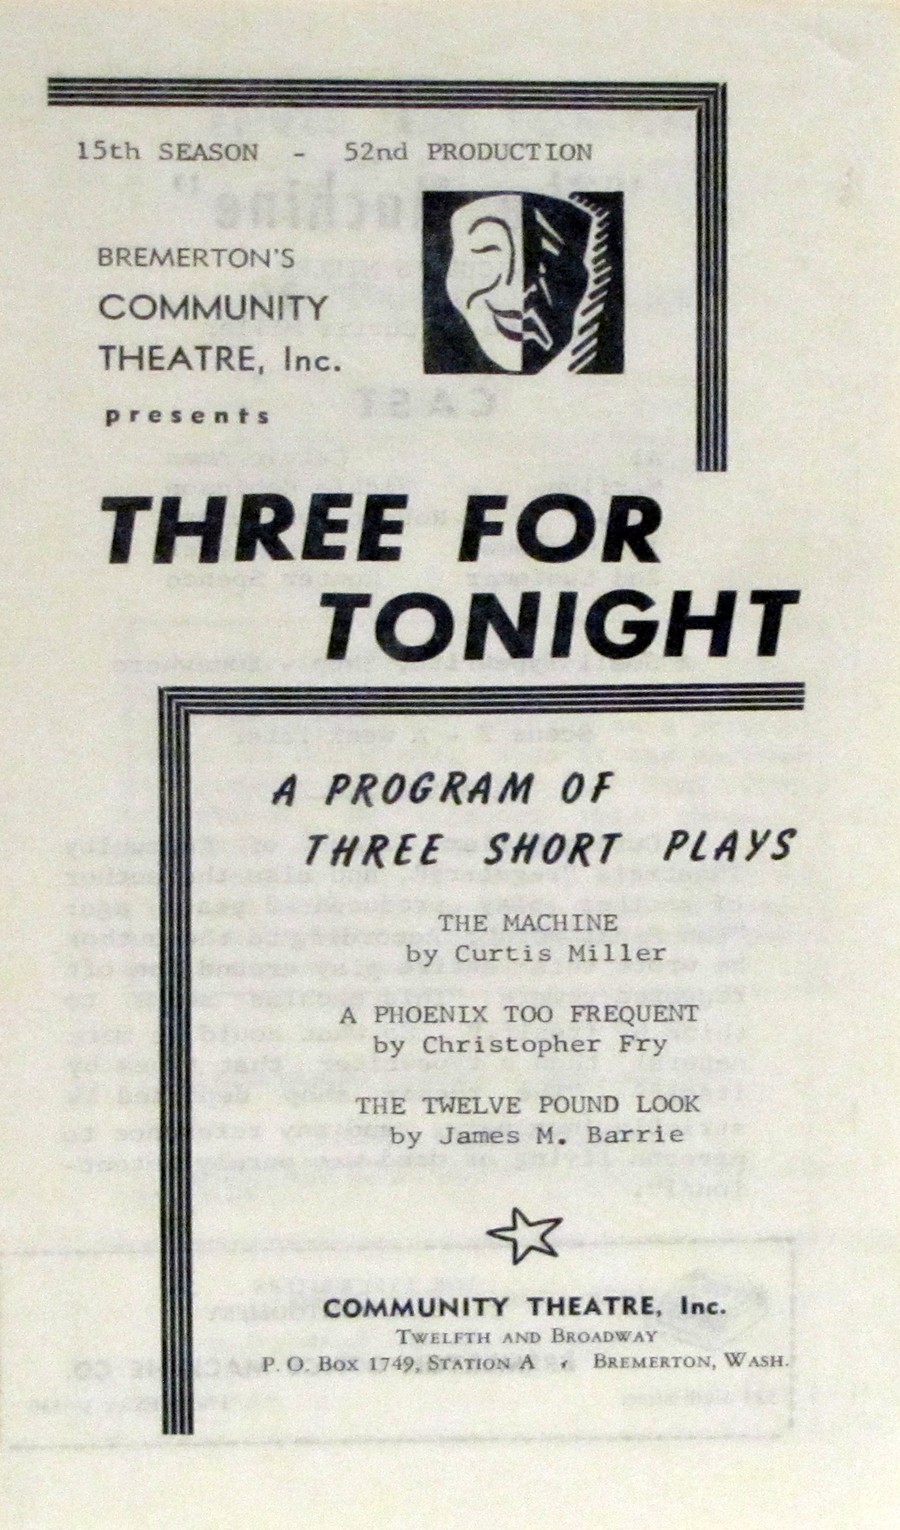 15th SEASON - 52nd PRODUCTION
BREMERTON'S
COMMUNITY
THEATRE, Inc.
presents
THREE FOR
TONIGHT
A PROGRAM OF
THREE SHORT PLAYS
THE MACHINE
by Curtis Miller
A PHOENIX TOO FREQUENT
by Christopher Fry
THE TWELVE POUND LOOK
by James M. Barrie
COMMUNITY THEATRE, Inc.
TWELFTH AND BROADWAY
P. O. BOX 1749, STATION A , BREMERTON, WASH.